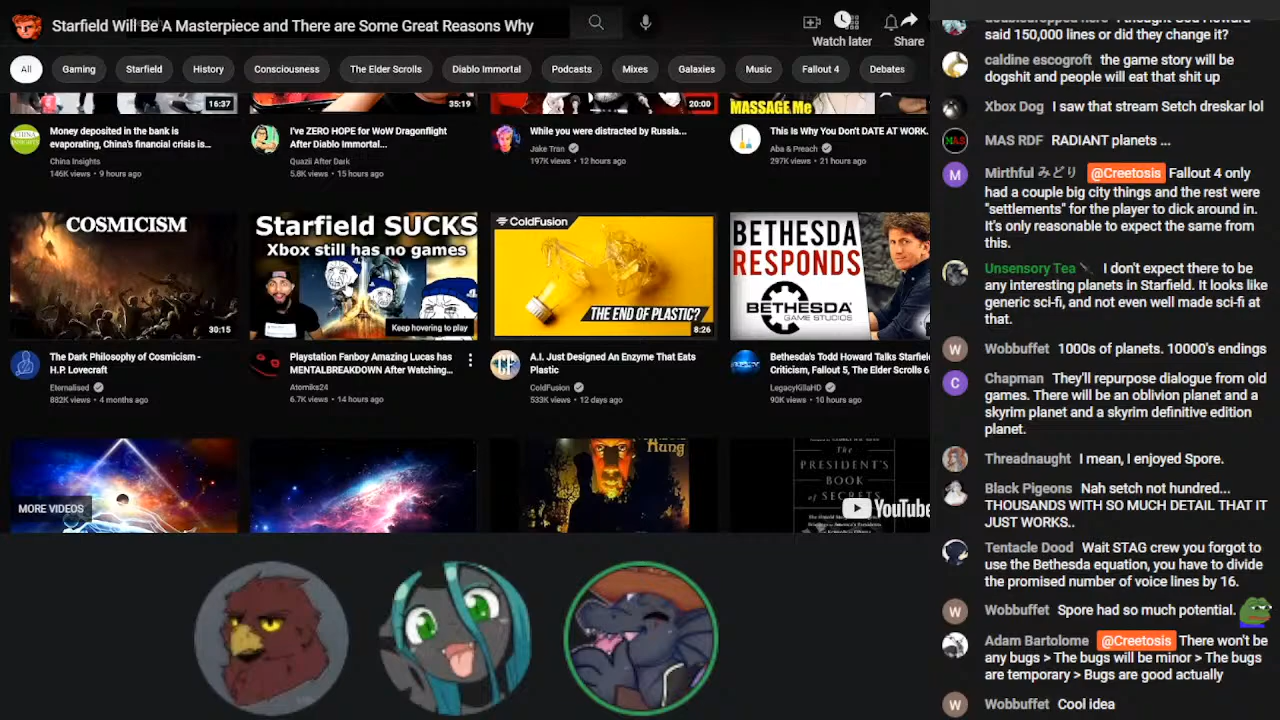 Starfield Will Be A Masterpiece and There are Some Great Reasons Why
Watch later
Share
All
Gaming
Starfield
History
Consciousness
The Elder Scrolls
Diablo Immortal
Podcasts
Mixes
Galaxies
Music
Fallout 4
Debates
16:37
35:19
20:00
MASSAGE Me
Money deposited in the bank is
evaporating, China's financial crisis is...
China Insights
146K views • 9 hours ago
I've ZERO HOPE for WoW Dragonflight
After Diablo Immortal...
Quazii After Dark
5.8K views • 15 hours ago
While you were distracted by Russia...
Jake Tran
197K views • 12 hours ago
This Is Why You Don't DATE AT WORK.
Aba & Preach
297K views • 21 hours ago
COSMICISM
30:15
Starfield SUCKS
Xbox still has no games
Keep hovering to play
ColdFusion
THE END OF PLASTIC?
8:26
BETHESDA
RESPONDS
BETHESDA
GAME STUDIOS
The Dark Philosophy of Cosmicism -
H.P. Lovecraft
Eternalised
882K views • 4 months ago
Playstation Fanboy Amazing Lucas has
MENTALBREAKDOWN After Watching...
Atomiks24
6.7K views • 14 hours ago
A.I. Just Designed An Enzyme That Eats
Plastic
ColdFusion
533K views • 12 days ago
Bethesda's Todd Howard Talks Starfie
Criticism, Fallout 5, The Elder Scrolls 6
LegacyKillaHD
90K views • 10 hours ago
MORE VIDEOS
Hung
The
PRESIDENT'S
BOOK
of SECRETS
YouTube
said 150,000 lines or did they change it?
caldine escogroft the game story will be
dogshit and people will eat that shit up
Xbox Dog I saw that stream Setch dreskar lol
MAS
MAS RDF RADIANT planets ...
M
Mirthful みどり @Creetosis Fallout 4 only
had a couple big city things and the rest were
"settlements" for the player to dick around in.
It's only reasonable to expect the same from
this.
Unsensory Tea I don't expect there to be
any interesting planets in Starfield. It looks like
generic sci-fi, and not even well made sci-fi at
that.
W
Wobbuffet 1000s of planets. 10000's endings
C
Chapman They'll repurpose dialogue from old
games. There will be an oblivion planet and a
skyrim planet and a skyrim definitive edition
planet.
Threadnaught I mean, I enjoyed Spore.
Black Pigeons Nah setch not hundred...
THOUSANDS WITH SO MUCH DETAIL THAT IT
JUST WORKS..
Tentacle Dood Wait STAG crew you forgot to
use the Bethesda equation, you have to divide
the promised number of voice lines by 16.
W
Wobbuffet Spore had so much potential.
Adam Bartolome @Creetosis There won't be
any bugs > The bugs will be minor > The bugs
are temporary > Bugs are good actually
W
Wobbuffet Cool idea